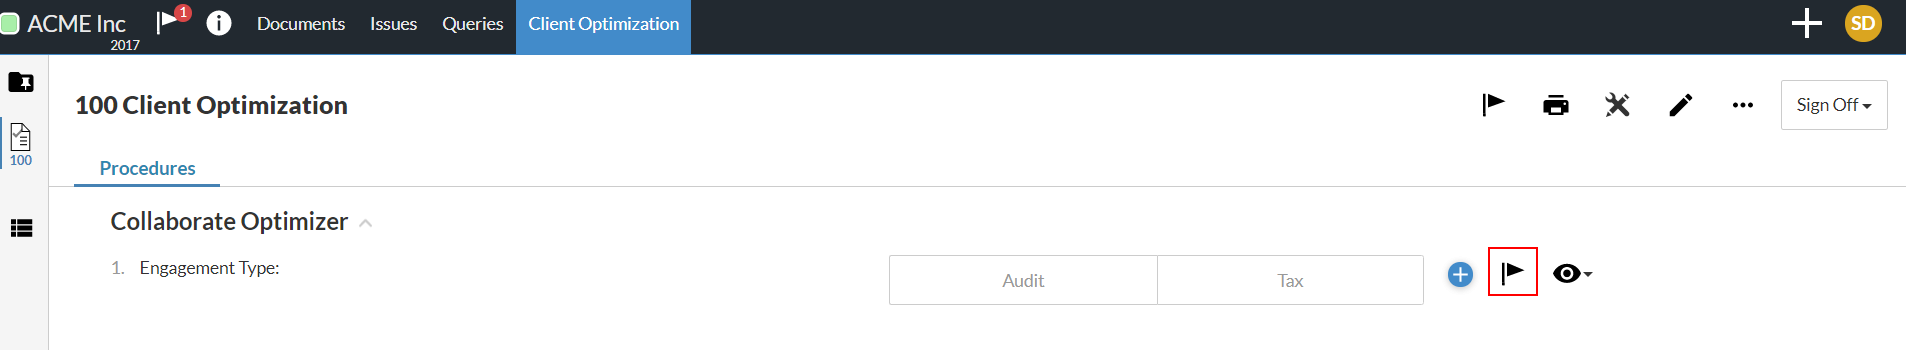 ACME Inc 1 Documents Issues Queries Client Optimization SD
2017
100 Client Optimization Sign Off
100
Procedures
Collaborate Optimizer
1. Engagement Type: Audit Tax